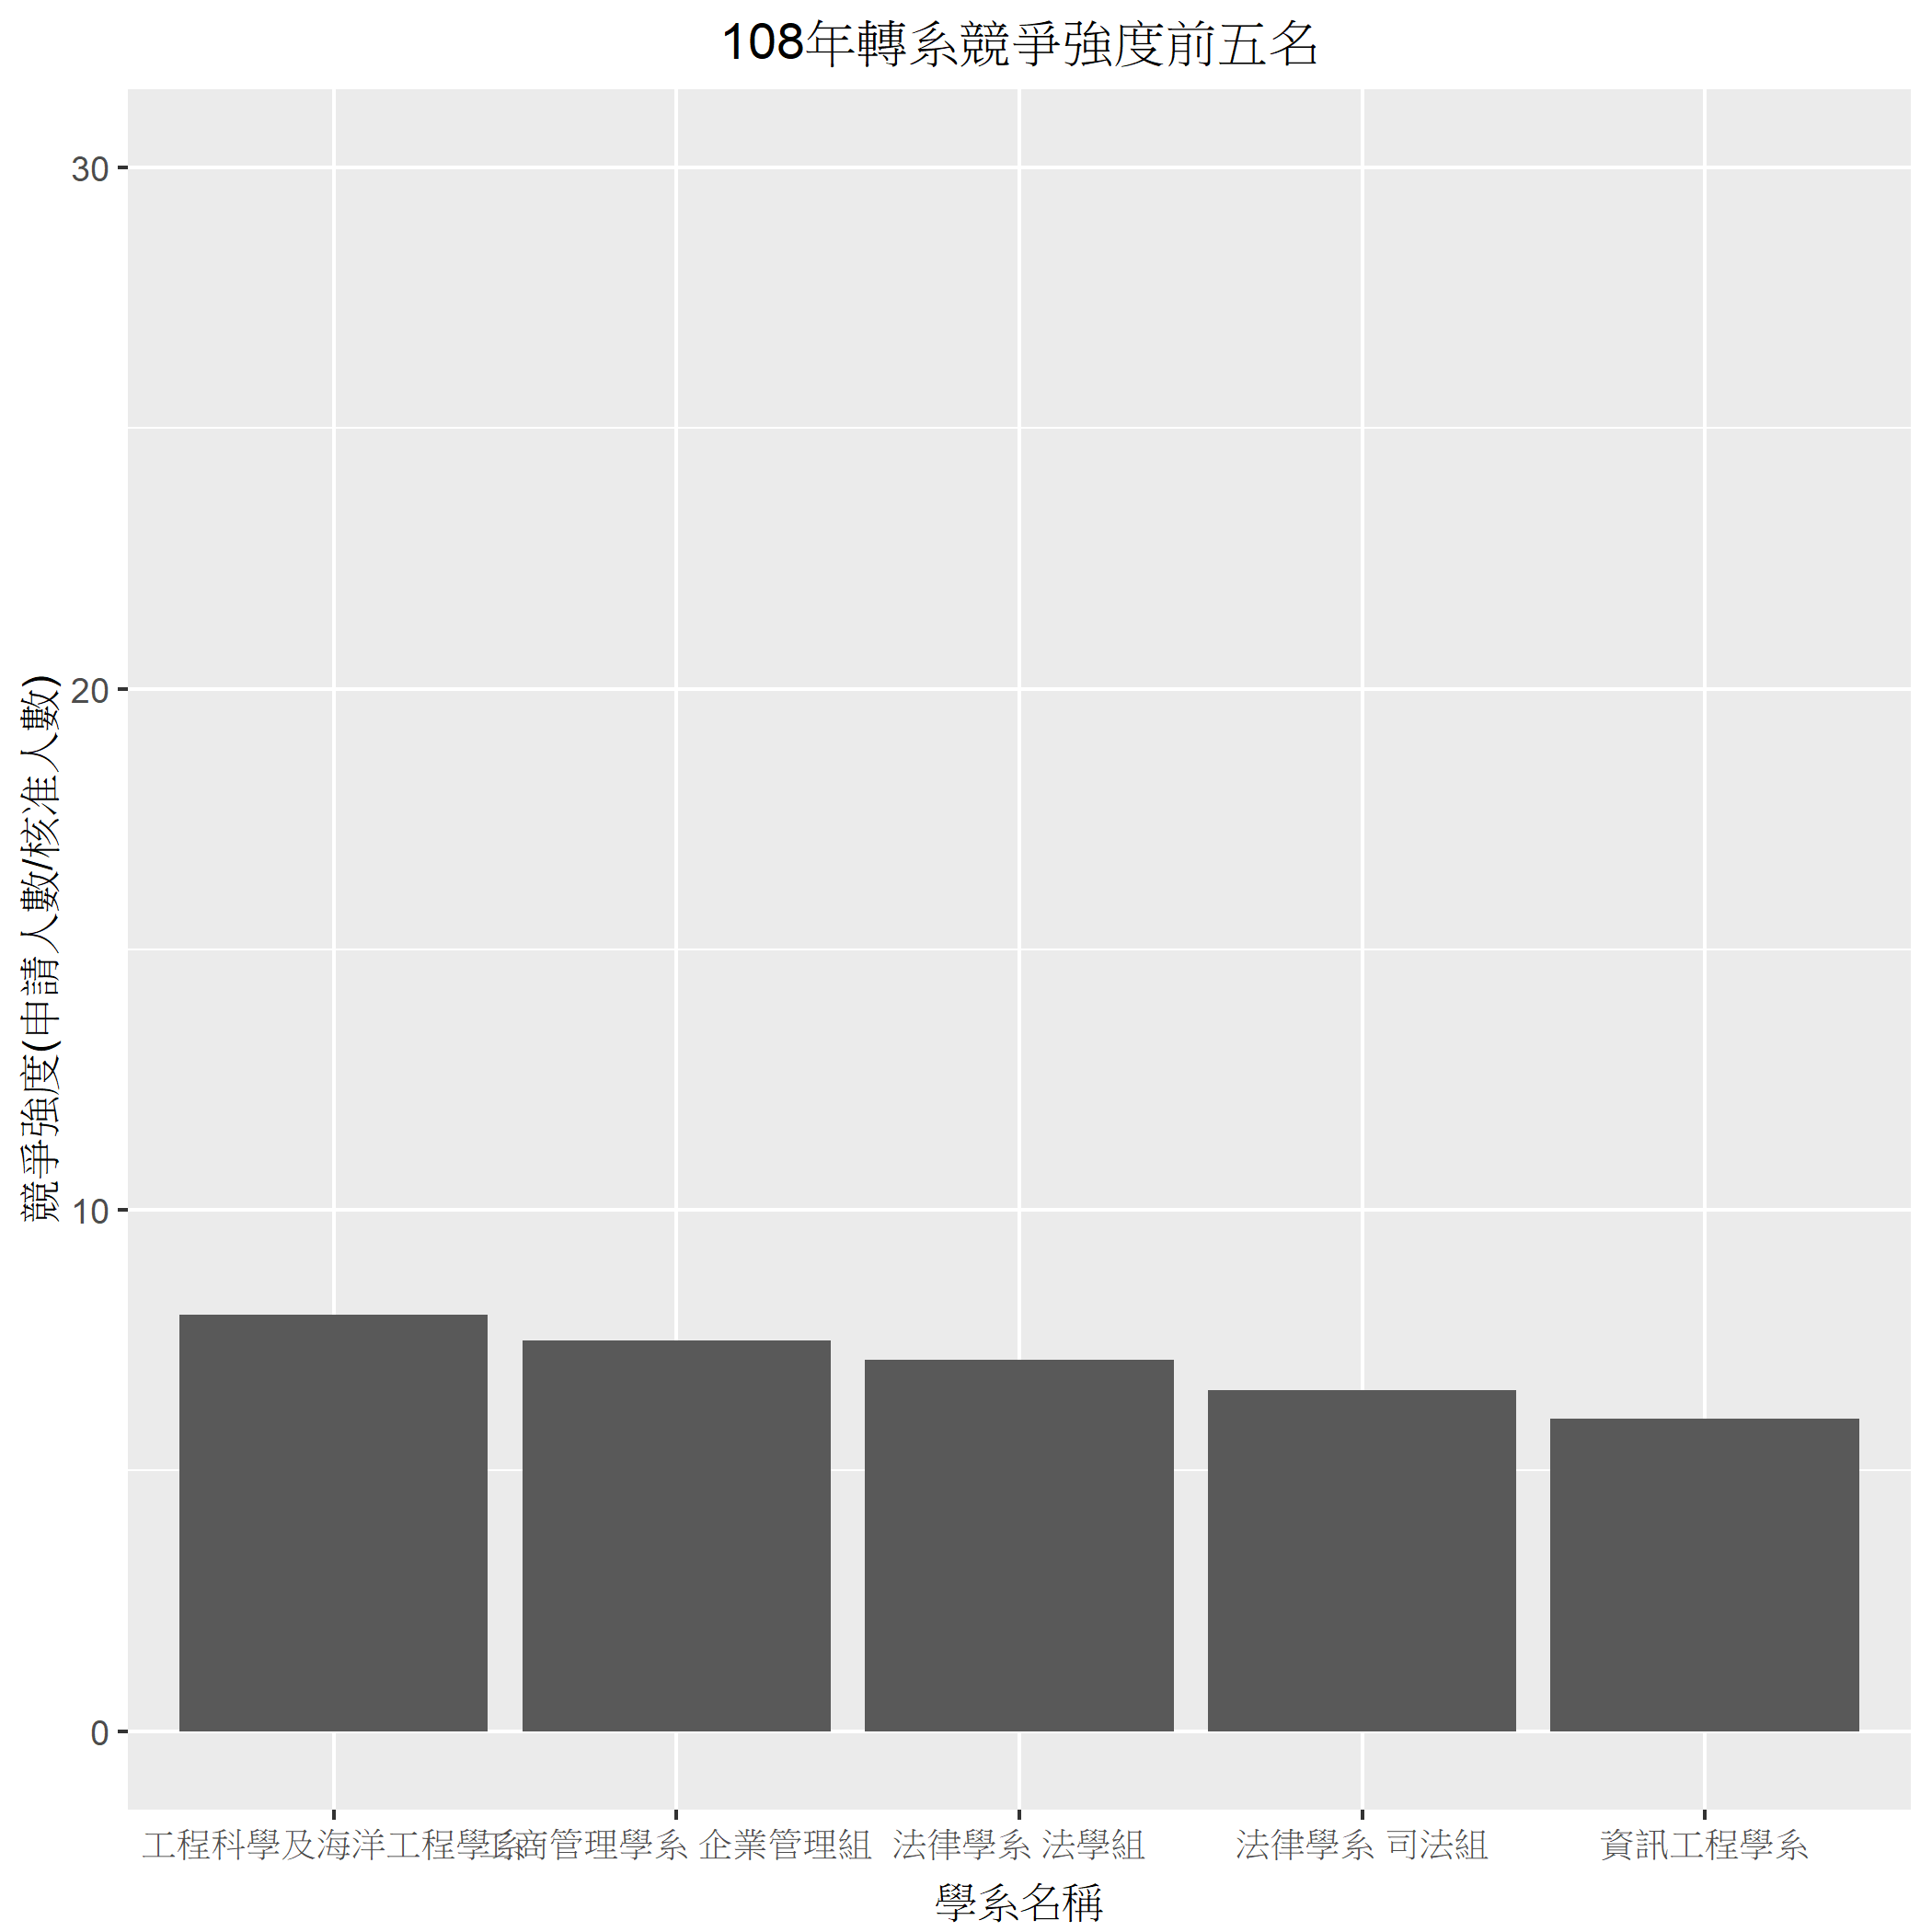 108年轉系競爭強度前五名
競爭強度(申請人數/核准人數)
30
20
10
0
工程科學及海洋工程學系
工商管理學系 企業管理組
法律學系 法學組
法律學系 司法組
資訊工程學系
學系名稱